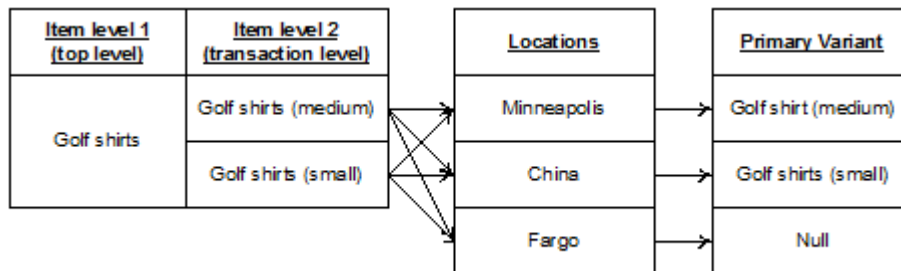 Item level 1
(top level)
Item level 2
(transaction level)
Locations
Primary Variant
Golf shirts
Golf shirts (medium)
Minneapolis
Golf shirt (medium)
Golf shirts (small)
China
Golf shirts (small)
Fargo
Null